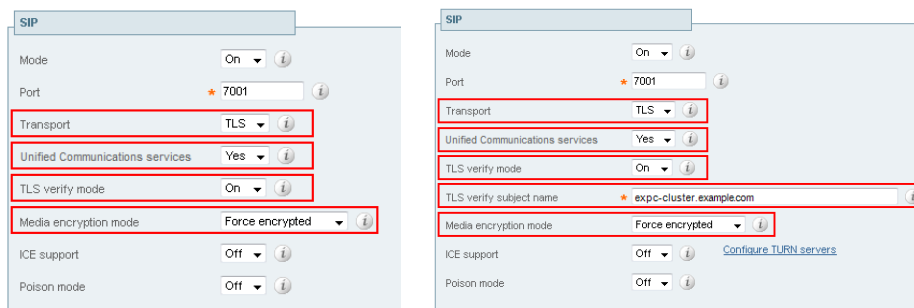 SIP
Mode On
Port * 7001
Transport TLS
Unified Communications services Yes
TLS verify mode On
Media encryption mode Force encrypted
ICE support Off
Poison mode Off
SIP
Mode On
Port * 7001
Transport TLS
Unified Communications services Yes
TLS verify mode On
TLS verify subject name * expc-cluster.example.com
Media encryption mode Force encrypted
ICE support Off Configure TURN servers
Poison mode Off